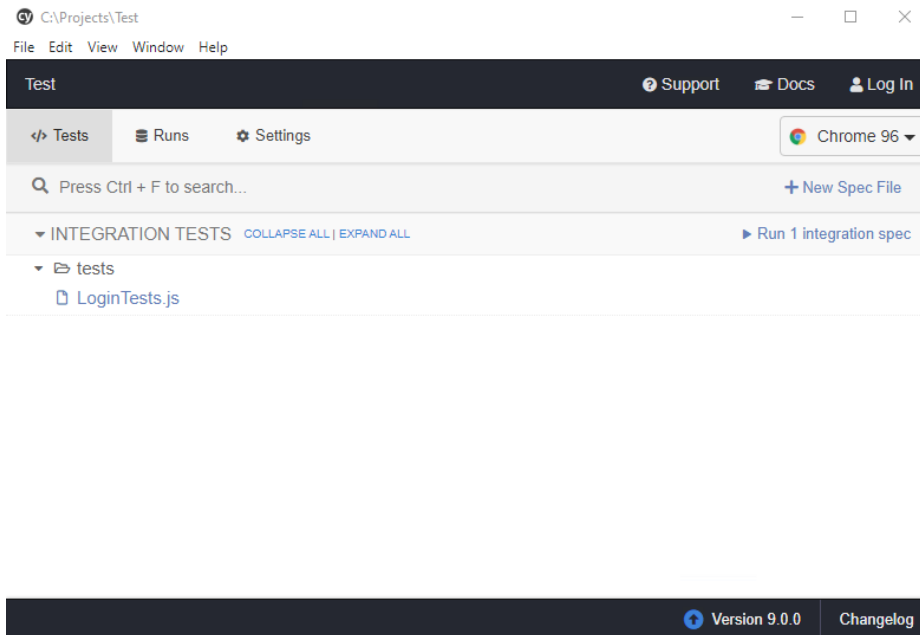 cy C:\Projects\Test
File Edit View Window Help
Test Support Docs Log In
Tests Runs Settings Chrome 96
Press Ctrl + F to search... New Spec File
INTEGRATION TESTS COLLAPSE ALL | EXPAND ALL Run 1 integration spec
tests
LoginTests.js
Version 9.0.0 Changelog